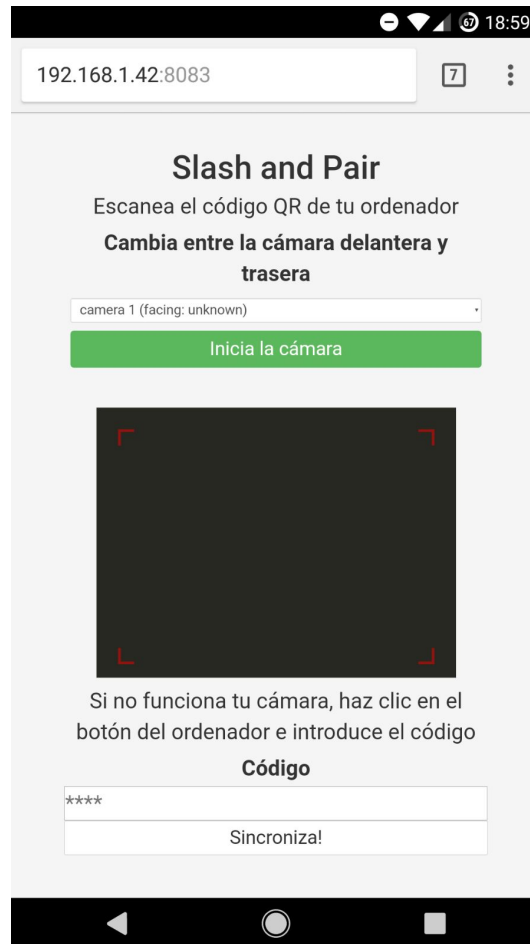 67 18:59
192.168.1.42:8083
7
Slash and Pair
Escanea el código QR de tu ordenador
Cambia entre la cámara delantera y
trasera
camera 1 (facing: unknown)
Inicia la cámara
Si no funciona tu cámara, haz clic en el
botón del ordenador e introduce el código
Código
****
Sincroniza!